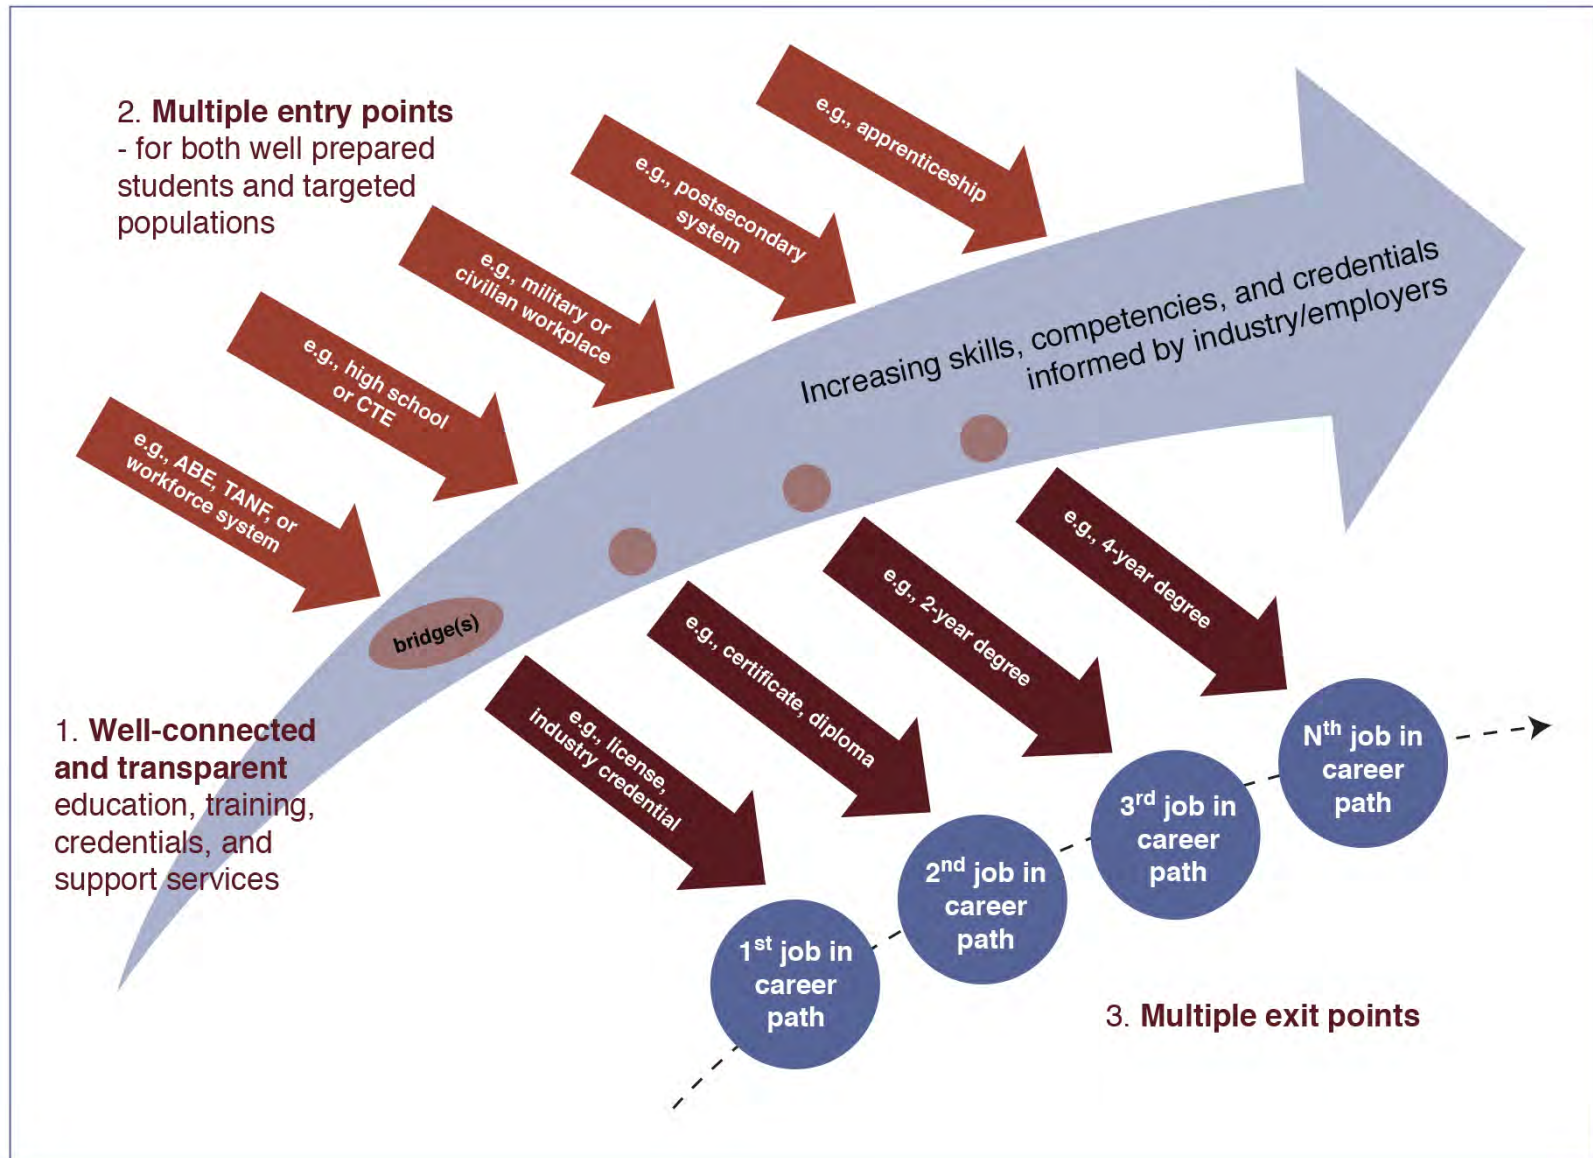 2. Multiple entry points
- for both well prepared
students and targeted
populations
e.g., apprenticeship
e.g., postsecondary
system
e.g., military or
civilian workplace
e.g., high school
or CTE
e.g., ABE, TANF, or
workforce system
Increasing skills, competencies, and credentials
informed by industry/employers
bridge(s)
1. Well-connected
and transparent
education, training,
credentials, and
support services
e.g., license,
industry credential
e.g., certificate, diploma
e.g., 2-year degree
e.g., 4-year degree
1st job in
career
path
2nd job in
career
path
3rd job in
career
path
Nth job in
career
path
3. Multiple exit points